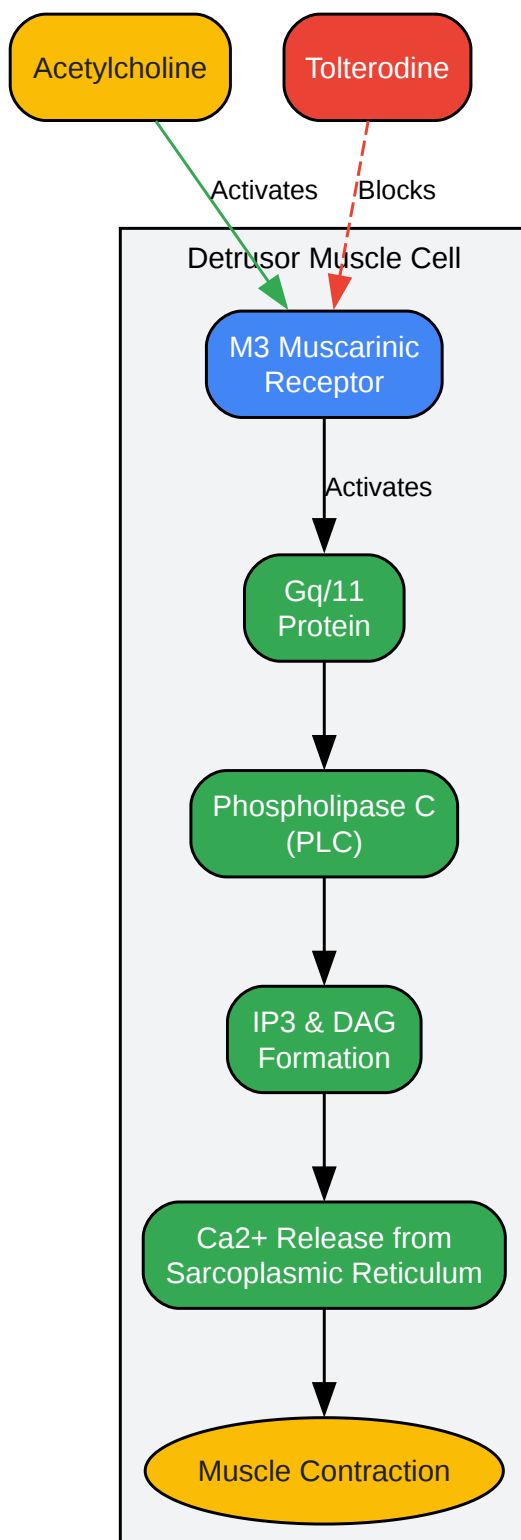 Acetylcholine
Tolterodine
Activates
Blocks
Detrusor Muscle Cell
M3 Muscarinic
Receptor
Activates
Gq/11
Protein
Phospholipase C
(PLC)
IP3 & DAG
Formation
Ca2+ Release from
Sarcoplasmic Reticulum
Muscle Contraction